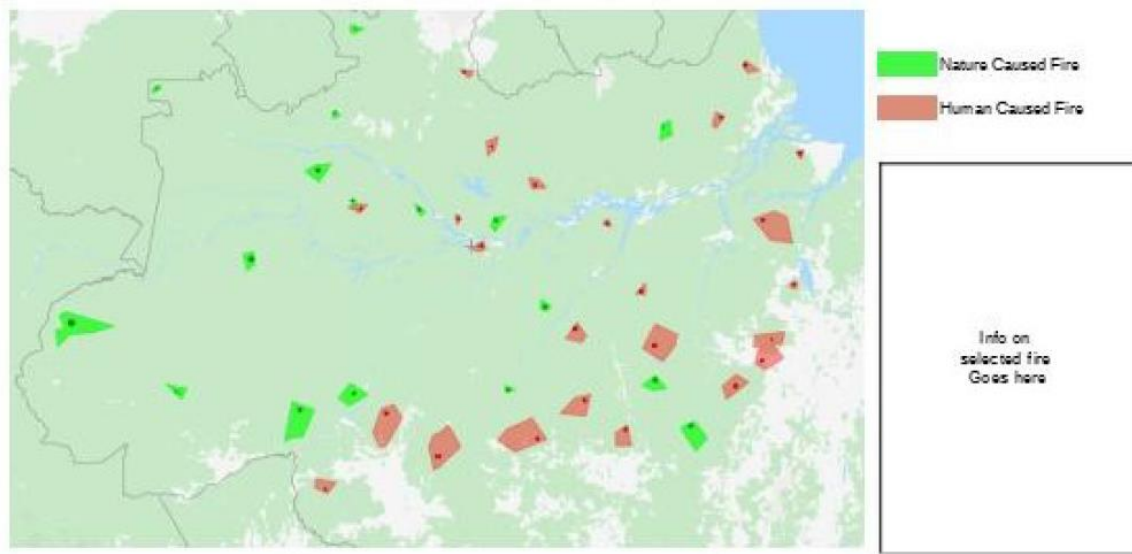 Nature Caused Fire
Human Caused Fire
Info on
selected fire
Goes here